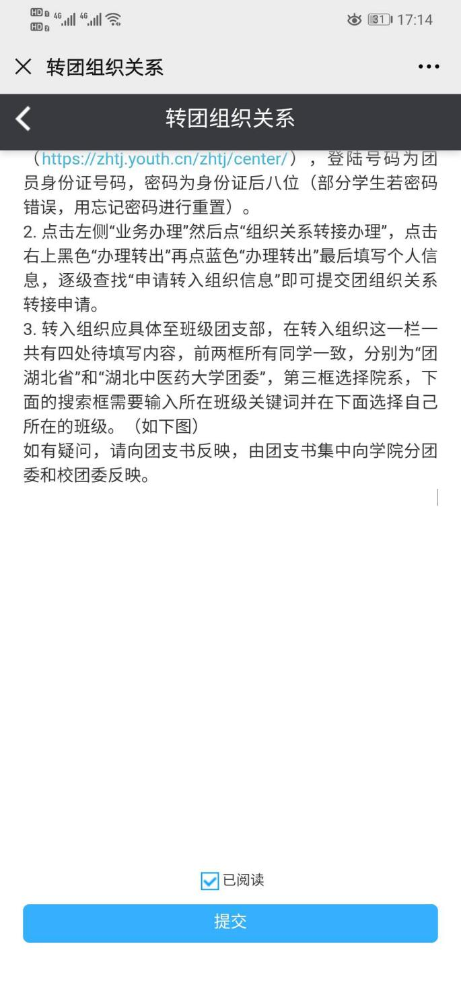 HD 1 4G 4G 31 17:14
HD 2
转团组织关系
转团组织关系
（https://zhtj.youth.cn/zhtj/center/），登陆号码为团
员身份证号码，密码为身份证后八位（部分学生若密码
错误，用忘记密码进行重置）。
2. 点击左侧“业务办理”然后点“组织关系转接办理”，点击
右上黑色“办理转出”再点蓝色“办理转出”最后填写个人信
息，逐级查找“申请转入组织信息”即可提交团组织关系
转接申请。
3. 转入组织应具体至班级团支部，在转入组织这一栏一
共有四处待填写内容，前两框所有同学一致，分别为“团
湖北省”和“湖北中医药大学团委”，第三框选择院系，下
面的搜索框需要输入所在班级关键词并在下面选择自己
所在的班级。（如下图）
如有疑问，请向团支书反映，由团支书集中向学院分团
委和校团委反映。
已阅读
提交